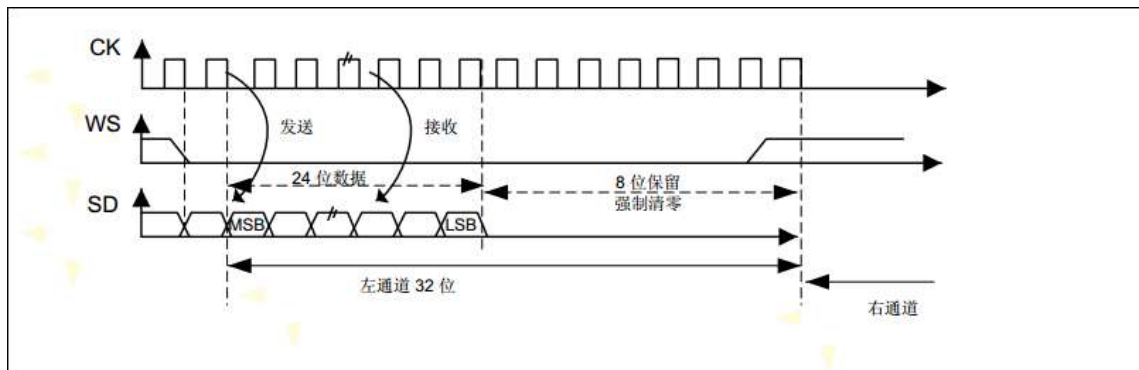 CK
WS
发送
接收
24 位数据
8 位保留
强制清零
SD
MSB
LSB
左通道 32 位
右通道